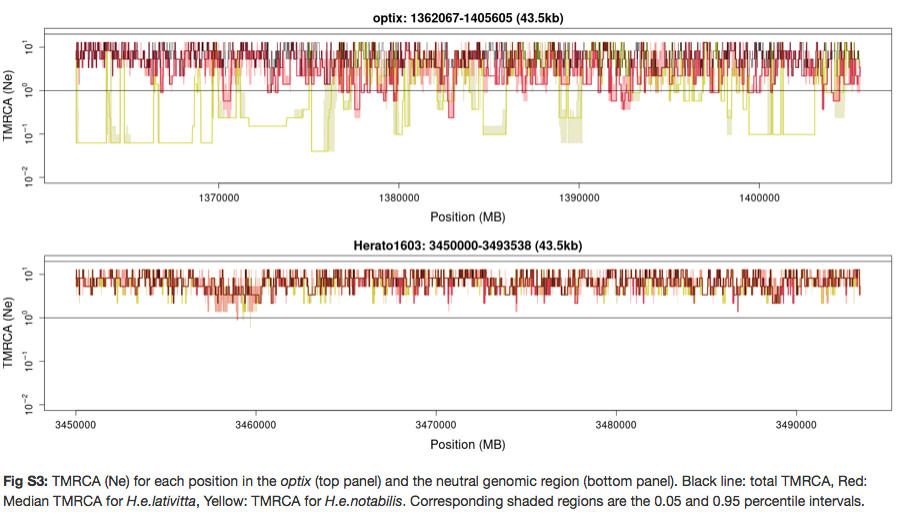 optix: 1362067-1405605 (43.5kb)
TMRCA (Ne)
10¹
10⁰
10⁻¹
10⁻²
1370000
1380000
1390000
1400000
Position (MB)
Herato1603: 3450000-3493538 (43.5kb)
TMRCA (Ne)
10¹
10⁰
10⁻¹
10⁻²
3450000
3460000
3470000
3480000
3490000
Position (MB)
Fig S3: TMRCA (Ne) for each position in the optix (top panel) and the neutral genomic region (bottom panel). Black line: total TMRCA, Red:
Median TMRCA for H.e.lativitta, Yellow: TMRCA for H.e.notabilis. Corresponding shaded regions are the 0.05 and 0.95 percentile intervals.